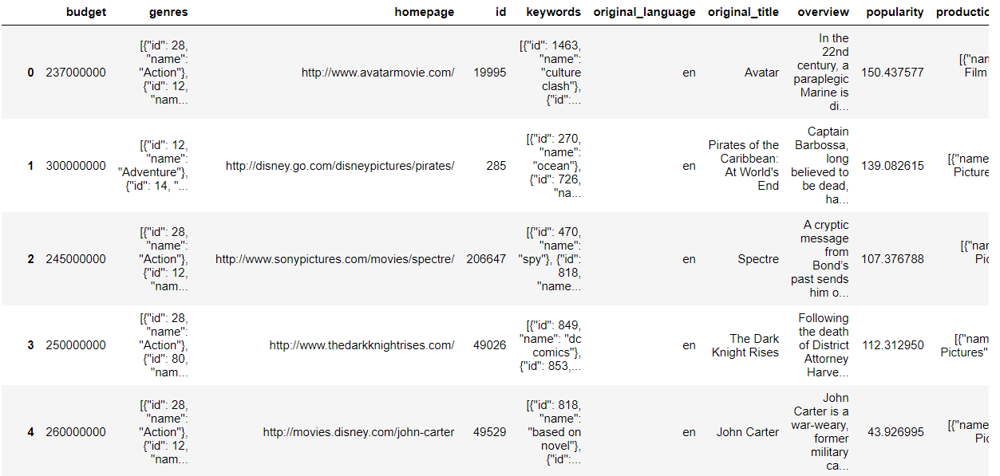 budget genres homepage id keywords original_language original_title overview popularity productio
0 237000000 [{"id": 28, "name": "Action"}, {"id": 12, "nam... http://www.avatarmovie.com/ 19995 [{"id": 1463, "name": "culture clash"}, {"id":... en Avatar In the 22nd century, a paraplegic Marine is di... 150.437577 [{"nam Film
1 300000000 [{"id": 12, "name": "Adventure"}, {"id": 14, "... http://disney.go.com/disneypictures/pirates/ 285 [{"id": 270, "name": "ocean"}, {"id": 726, "na... en Pirates of the Caribbean: At World's End Captain Barbossa, long believed to be dead, ha... 139.082615 [{"name Picture
2 245000000 [{"id": 28, "name": "Action"}, {"id": 12, "nam... http://www.sonypictures.com/movies/spectre/ 206647 [{"id": 470, "name": "spy"}, {"id": 818, "name... en Spectre A cryptic message from Bond’s past sends him o... 107.376788 [{"nar Pic
3 250000000 [{"id": 28, "name": "Action"}, {"id": 80, "nam... http://www.thedarkknightrises.com/ 49026 [{"id": 849, "name": "dc comics"}, {"id": 853,... en The Dark Knight Rises Following the death of District Attorney Harve... 112.312950 [{"nam Pictures"
4 260000000 [{"id": 28, "name": "Action"}, {"id": 12, "nam... http://movies.disney.com/john-carter 49529 [{"id": 818, "name": "based on novel"}, {"id":... en John Carter John Carter is a war-weary, former military ca... 43.926995 [{"name Pic